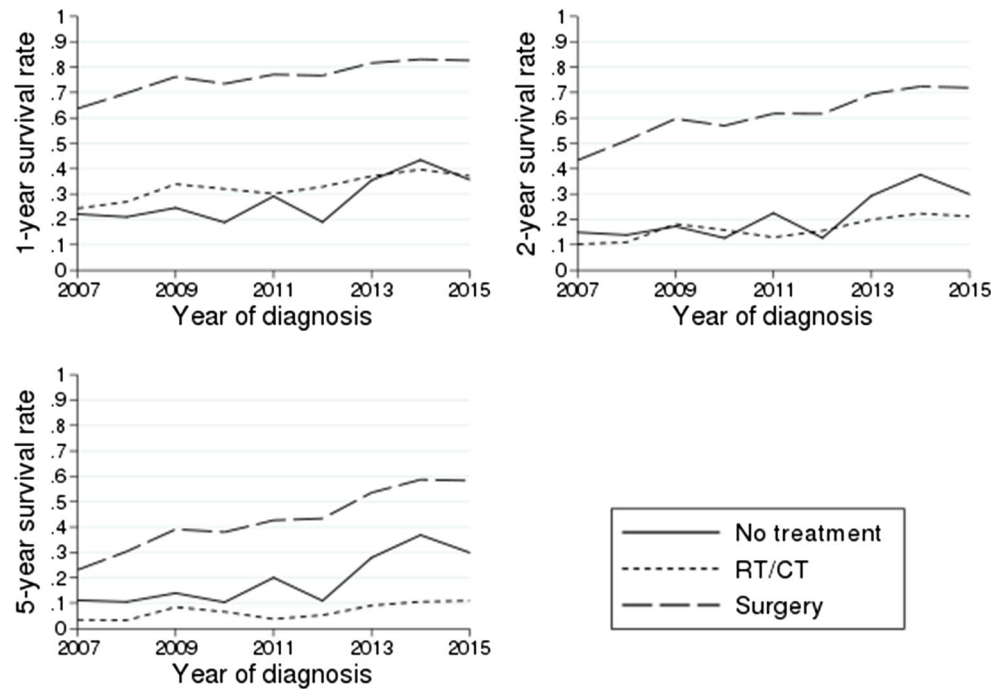 1-year survival rate
1
.9
.8
.7
.6
.5
.4
.3
.2
.1
0
2007 2009 2011 2013 2015
Year of diagnosis
2-year survival rate
1
.9
.8
.7
.6
.5
.4
.3
.2
.1
0
2007 2009 2011 2013 2015
Year of diagnosis
5-year survival rate
1
.9
.8
.7
.6
.5
.4
.3
.2
.1
0
2007 2009 2011 2013 2015
Year of diagnosis
No treatment
RT/CT
Surgery